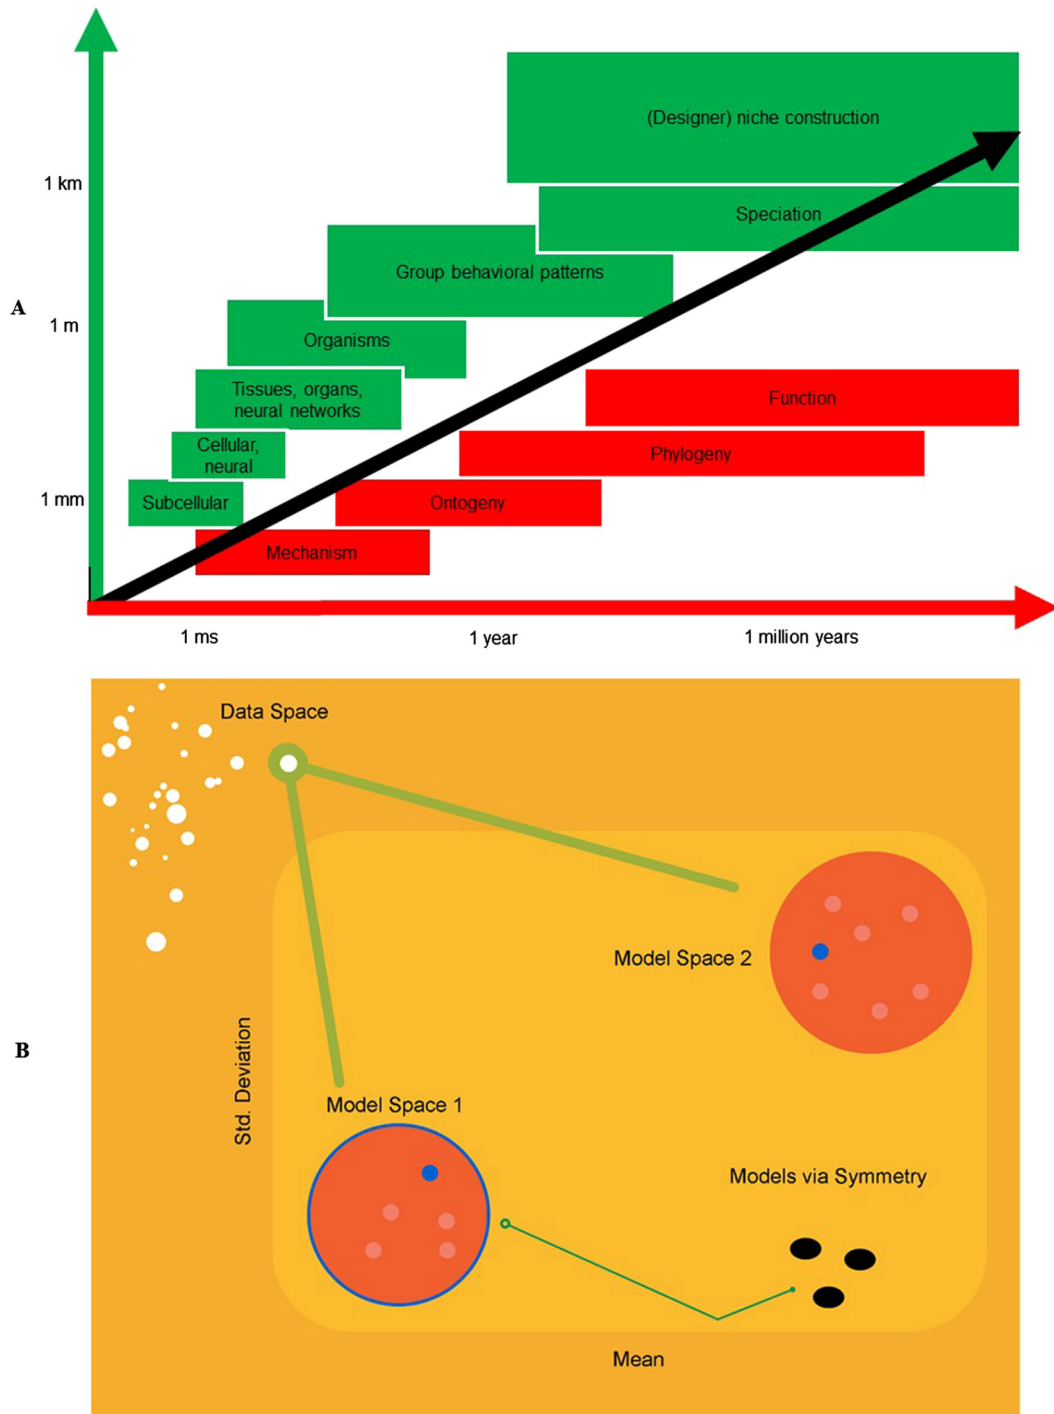 (Designer) niche construction
1 km
Speciation
Group behavioral patterns
A
1 m
Organisms
Tissues, organs,
neural networks
Function
Cellular,
neural
Phylogeny
1 mm
Subcellular
Ontogeny
Mechanism
1 ms
1 year
1 million years
Data Space
Model Space 2
B
Std. Deviation
Model Space 1
Models via Symmetry
Mean